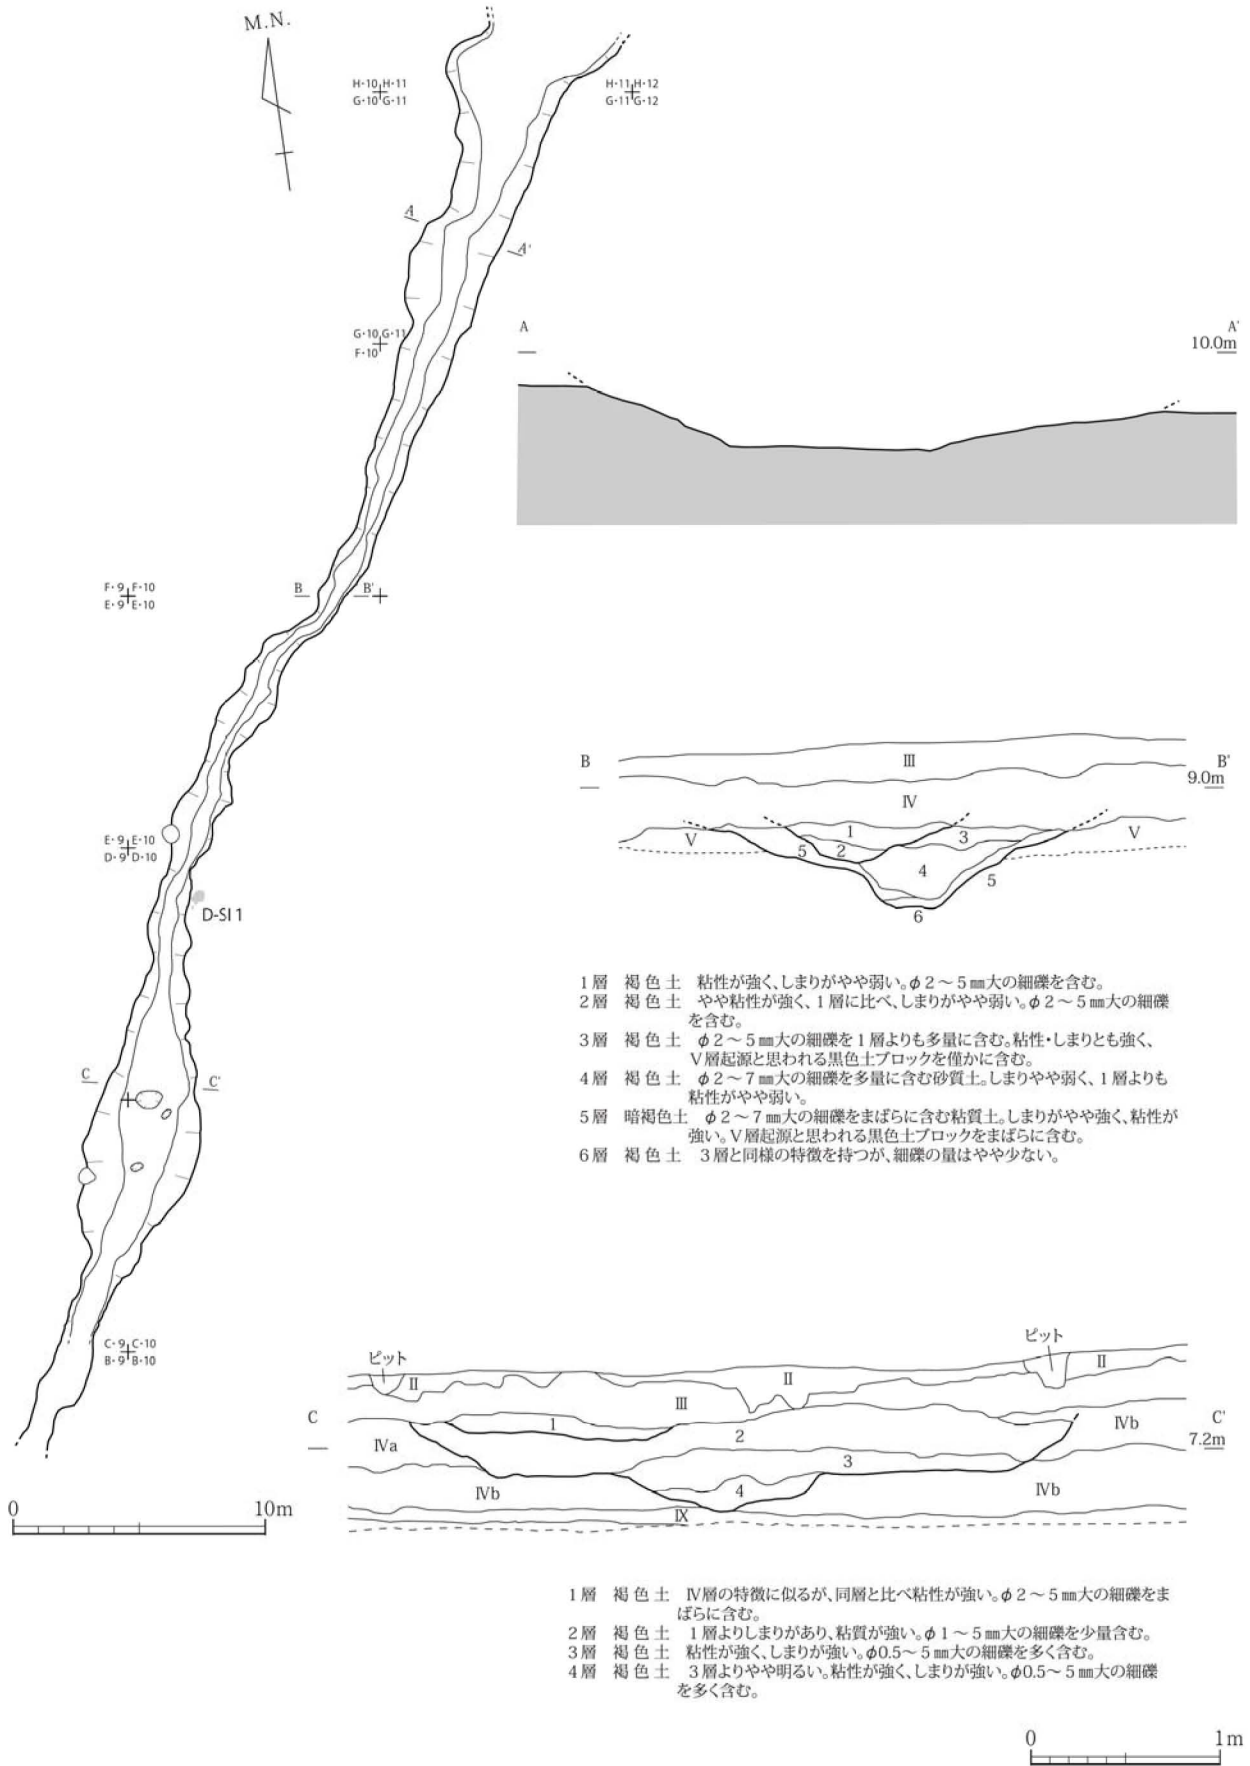 M.N.
H・10 H・11
G・10 G・11
H・11 H・12
G・11 G・12
A
A'
G・10 G・11
F・10
A
A'
10.0m
F・9 F・10
E・9 E・10
B
B'
B
B'
9.0m
Ⅲ
Ⅳ
Ⅴ
Ⅴ
1
2
3
4
5
5
6
E・9 E・10
D・9 D・10
D-SI 1
1層 褐色土 粘性が強く、しまりがやや弱い。φ2～5㎜大の細礫を含む。
2層 褐色土 やや粘性が強く、1層に比べ、しまりがやや弱い。φ2～5㎜大の細礫
を含む。
3層 褐色土 φ2～5㎜大の細礫を1層よりも多量に含む。粘性・しまりとも強く、
Ⅴ層起源と思われる黒色土ブロックを僅かに含む。
4層 褐色土 φ2～7㎜大の細礫を多量に含む砂質土。しまりやや弱く、1層よりも
粘性がやや弱い。
5層 暗褐色土 φ2～7㎜大の細礫をまばらに含む粘質土。しまりがやや強く、粘性が
強い。Ⅴ層起源と思われる黒色土ブロックをまばらに含む。
6層 褐色土 3層と同様の特徴を持つが、細礫の量はやや少ない。
C
C'
C・9 C・10
B・9 B・10
ピット
ピット
Ⅱ
Ⅱ
Ⅱ
Ⅲ
C
C'
7.2m
1
2
3
4
Ⅳa
Ⅳb
Ⅳb
Ⅳb
Ⅸ
0 10m
1層 褐色土 Ⅳ層の特徴に似るが、同層と比べ粘性が強い。φ2～5㎜大の細礫をま
ばらに含む。
2層 褐色土 1層よりしまりがあり、粘質が強い。φ1～5㎜大の細礫を少量含む。
3層 褐色土 粘性が強く、しまりが強い。φ0.5～5㎜大の細礫を多く含む。
4層 褐色土 3層よりやや明るい。粘性が強く、しまりが強い。φ0.5～5㎜大の細礫
を多く含む。
0 1m